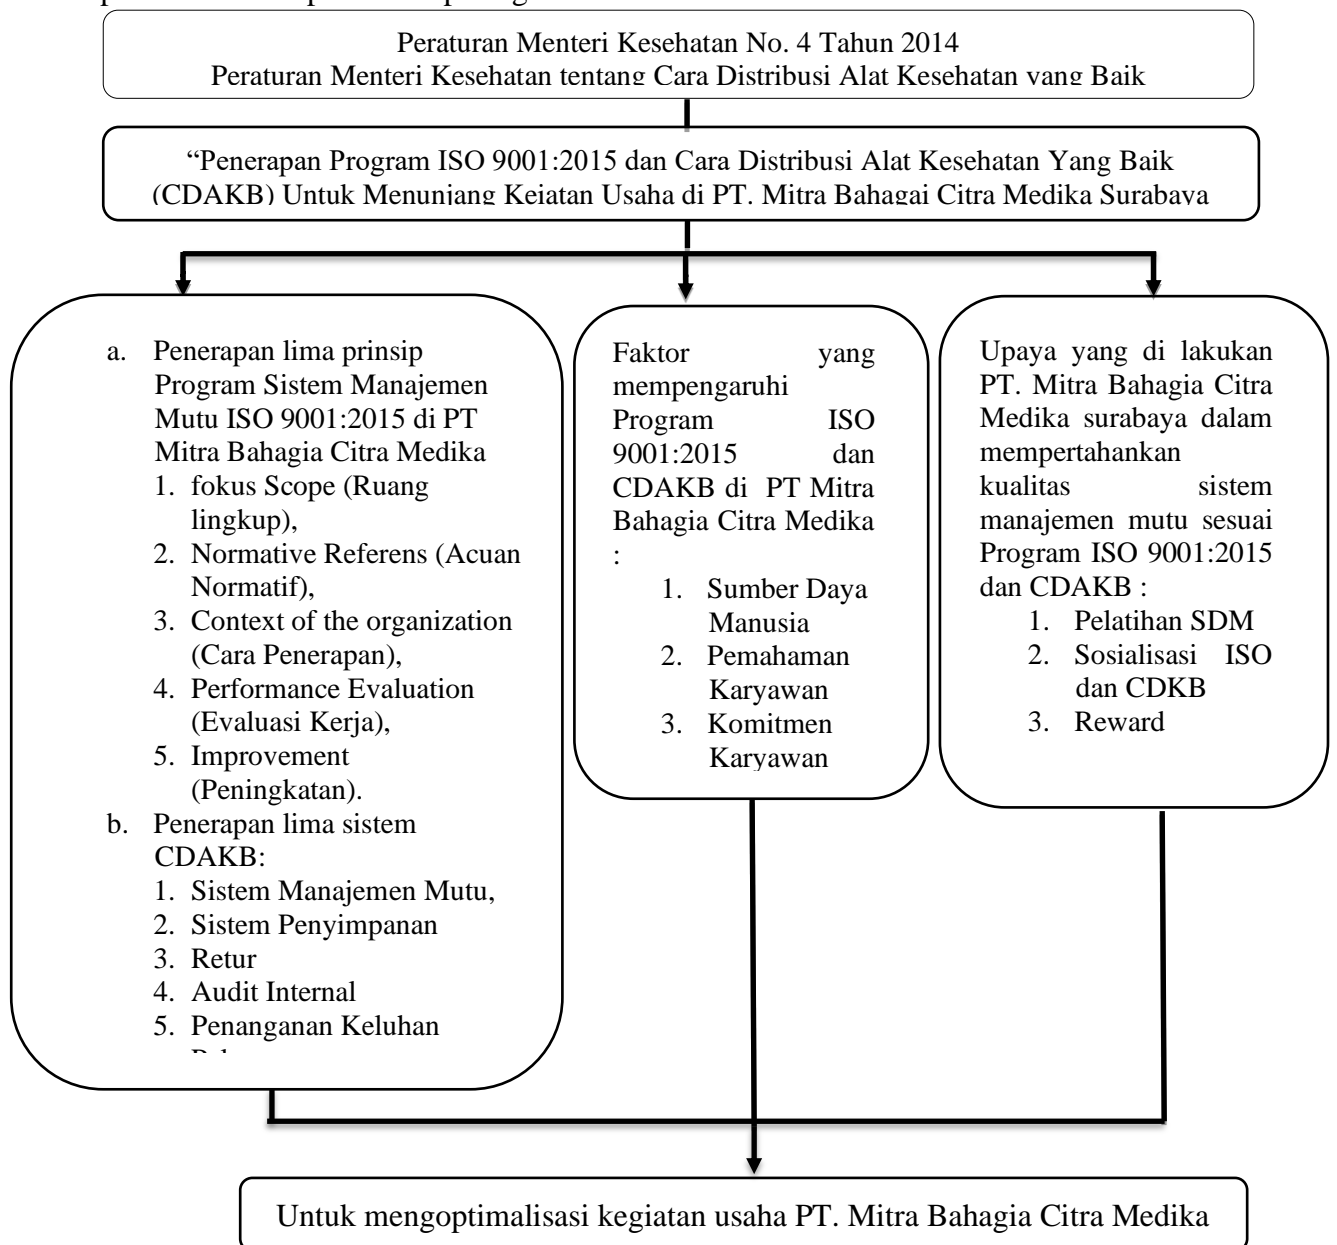 Peraturan Menteri Kesehatan No. 4 Tahun 2014
Peraturan Menteri Kesehatan tentang Cara Distribusi Alat Kesehatan yang Baik
“Penerapan Program ISO 9001:2015 dan Cara Distribusi Alat Kesehatan Yang Baik
(CDAKB) Untuk Menunjang Kejatan Usaha di PT. Mitra Bahagai Citra Medika Surabaya
a. Penerapan lima prinsip
Program Sistem Manajemen
Mutu ISO 9001:2015 di PT
Mitra Bahagia Citra Medika
1. fokus Scope (Ruang
lingkup),
2. Normative Referens (Acuan
Normatif),
3. Context of the organization
(Cara Penerapan),
4. Performance Evaluation
(Evaluasi Kerja),
5. Improvement
(Peningkatan).
b. Penerapan lima sistem
CDAKB:
1. Sistem Manajemen Mutu,
2. Sistem Penyimpanan
3. Retur
4. Audit Internal
5. Penanganan Keluhan
Faktor yang
mempengaruhi
Program ISO
9001:2015 dan
CDAKB di PT Mitra
Bahagia Citra Medika
:
1. Sumber Daya
Manusia
2. Pemahaman
Karyawan
3. Komitmen
Karyawan
Upaya yang di lakukan
PT. Mitra Bahagia Citra
Medika surabaya dalam
mempertahankan
kualitas sistem
manajemen mutu sesuai
Program ISO 9001:2015
dan CDAKB :
1. Pelatihan SDM
2. Sosialisasi ISO
dan CDKB
3. Reward
Untuk mengoptimalisasi kegiatan usaha PT. Mitra Bahagia Citra Medika